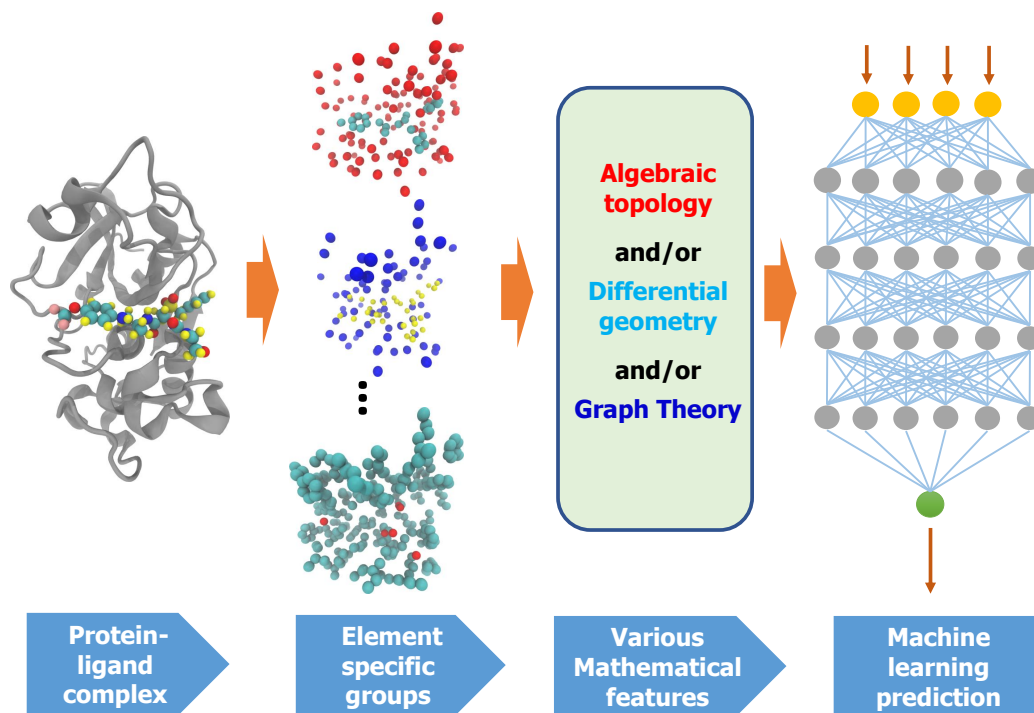 Algebraic
topology
and/or
Differential
geometry
and/or
Graph Theory
Protein-
ligand
complex
Element
specific
groups
Various
Mathematical
features
Machine
learning
prediction